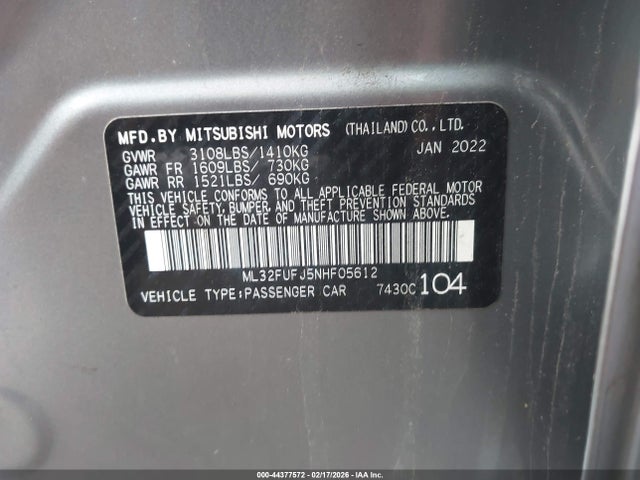 MFD.BY MITSUBISHI MOTORS (THAILAND)CO.,LTD.
GVWR 3108LBS/1410KG JAN 2022
GAWR FR 1609LBS/ 730KG
GAWR RR 1521LBS/ 690KG
THIS VEHICLE CONFORMS TO ALL APPLICABLE FEDERAL MOTOR
VEHICLE SAFETY, BUMPER, AND THEFT PREVENTION STANDARDS
IN EFFECT ON THE DATE OF MANUFACTURE SHOWN ABOVE.
ML32FUFJ5NHF05612
VEHICLE TYPE:PASSENGER CAR 7430C 104
000-44377572 - 02/17/2026 - IAA Inc.